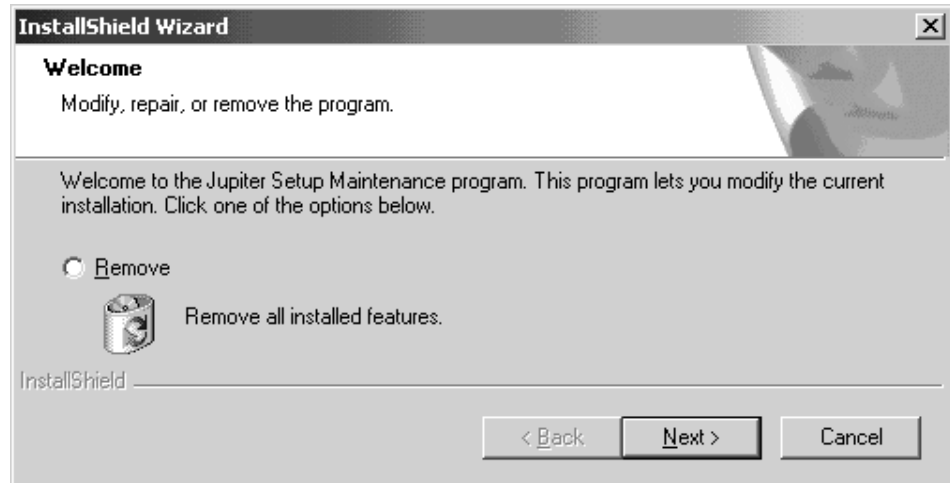 InstallShield Wizard
Welcome
Modify, repair, or remove the program.
Welcome to the Jupiter Setup Maintenance program. This program lets you modify the current
installation. Click one of the options below.
Remove
Remove all installed features.
InstallShield
< Back
Next >
Cancel